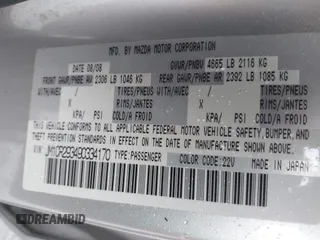 MFD. BY MAZDA MOTOR CORPORATION
DATE 08/08 GVWR/PNBV 4665 LB 2116 KG
FRONT GAWR/PNBE AV 2306 LB 1046 KG REAR GAWR/PNBE AR 2392 LB 1085 KG
WITH/AVEC / TIRES/PNEUS WITH/AVEC / TIRES/PNEUS
X RIMS/JANTES X RIMS/JANTES
KPA/ PSI COLD/A FROID KPA/ PSI COLD/A FROID
THIS VEHICLE CONFORMS TO ALL APPLICABLE FEDERAL MOTOR VEHICLE SAFETY, BUMPER, AND
THEFT PREVENTION STANDARDS IN EFFECT ON THE DATE OF MANUFACTURE SHOWN ABOVE.
VIN JM1CR293490334170 TYPE:PASSENGER COLOR CODE:22V MADE IN JAPAN
DREAMBID